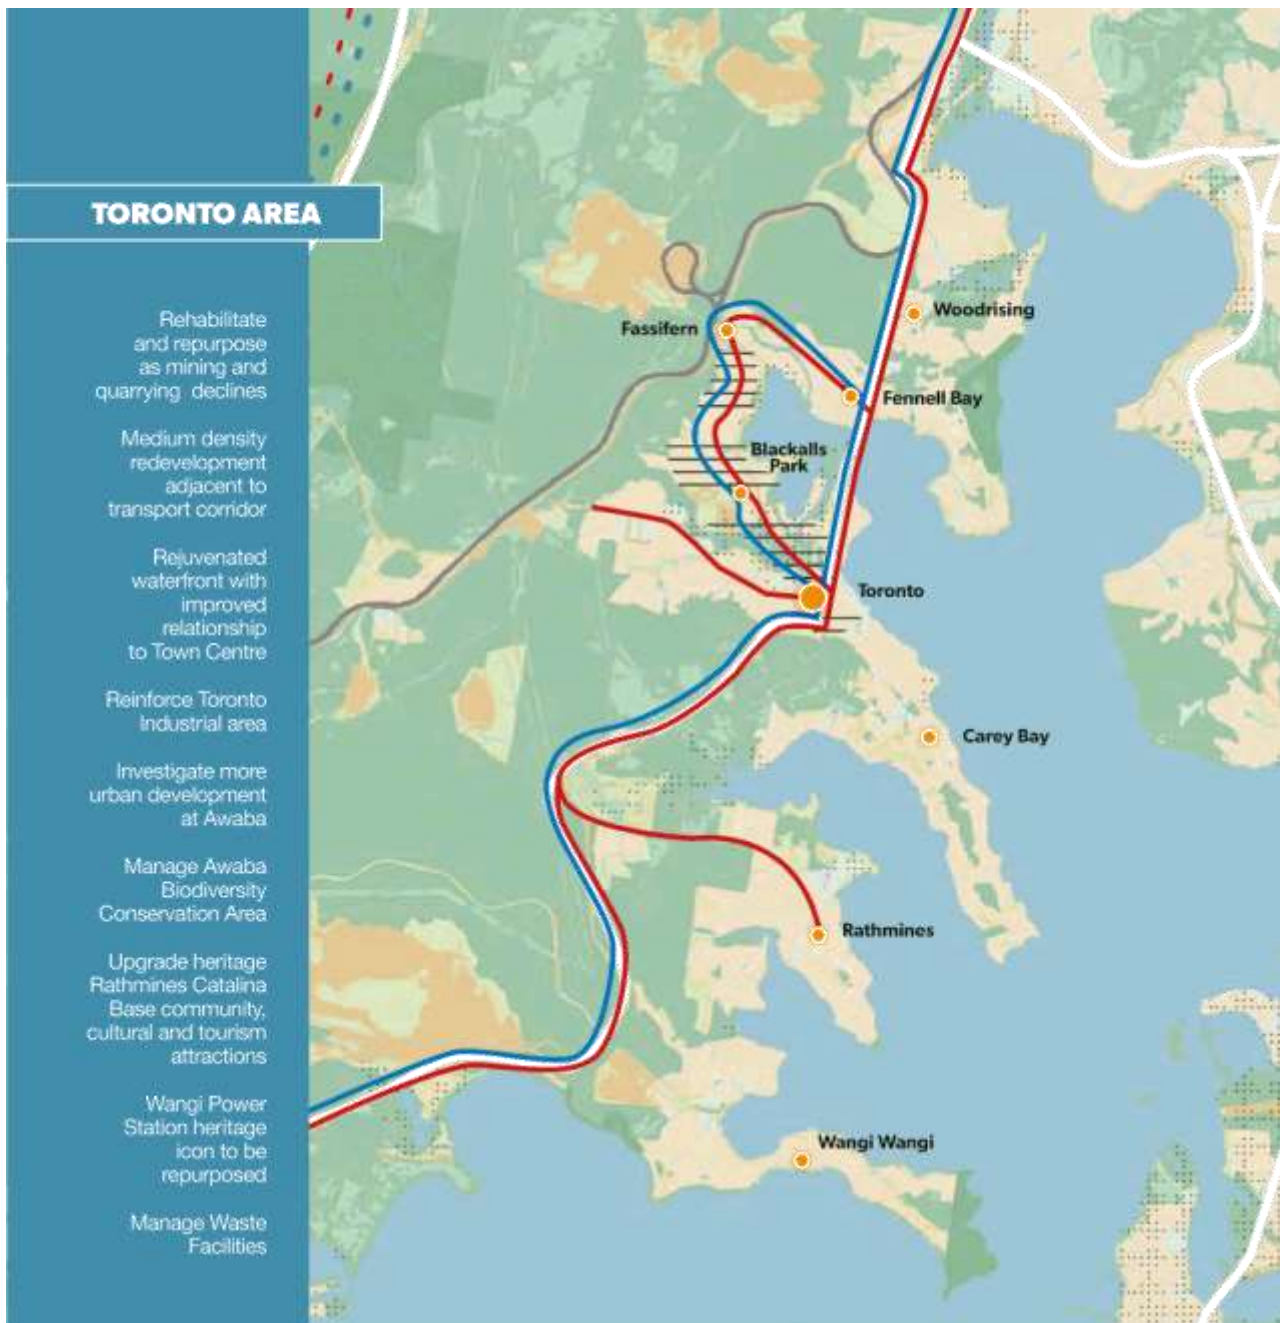 TORONTO AREA
Rehabilitate
and repurpose
as mining and
quarrying declines
Medium density
redevelopment
adjacent to
transport corridor
Rejuvenated
waterfront with
improved
relationship
to Town Centre
Reinforce Toronto
Industrial area
Investigate more
urban development
at Awaba
Manage Awaba
Biodiversity
Conservation Area
Upgrade heritage
Rathmines Catalina
Base community,
cultural and tourism
attractions
Wangi Power
Station heritage
icon to be
repurposed
Manage Waste
Facilities
Woodrising
Fassifern
Fennell Bay
Blackalls
Park
Toronto
Carey Bay
Rathmines
Wangi Wangi